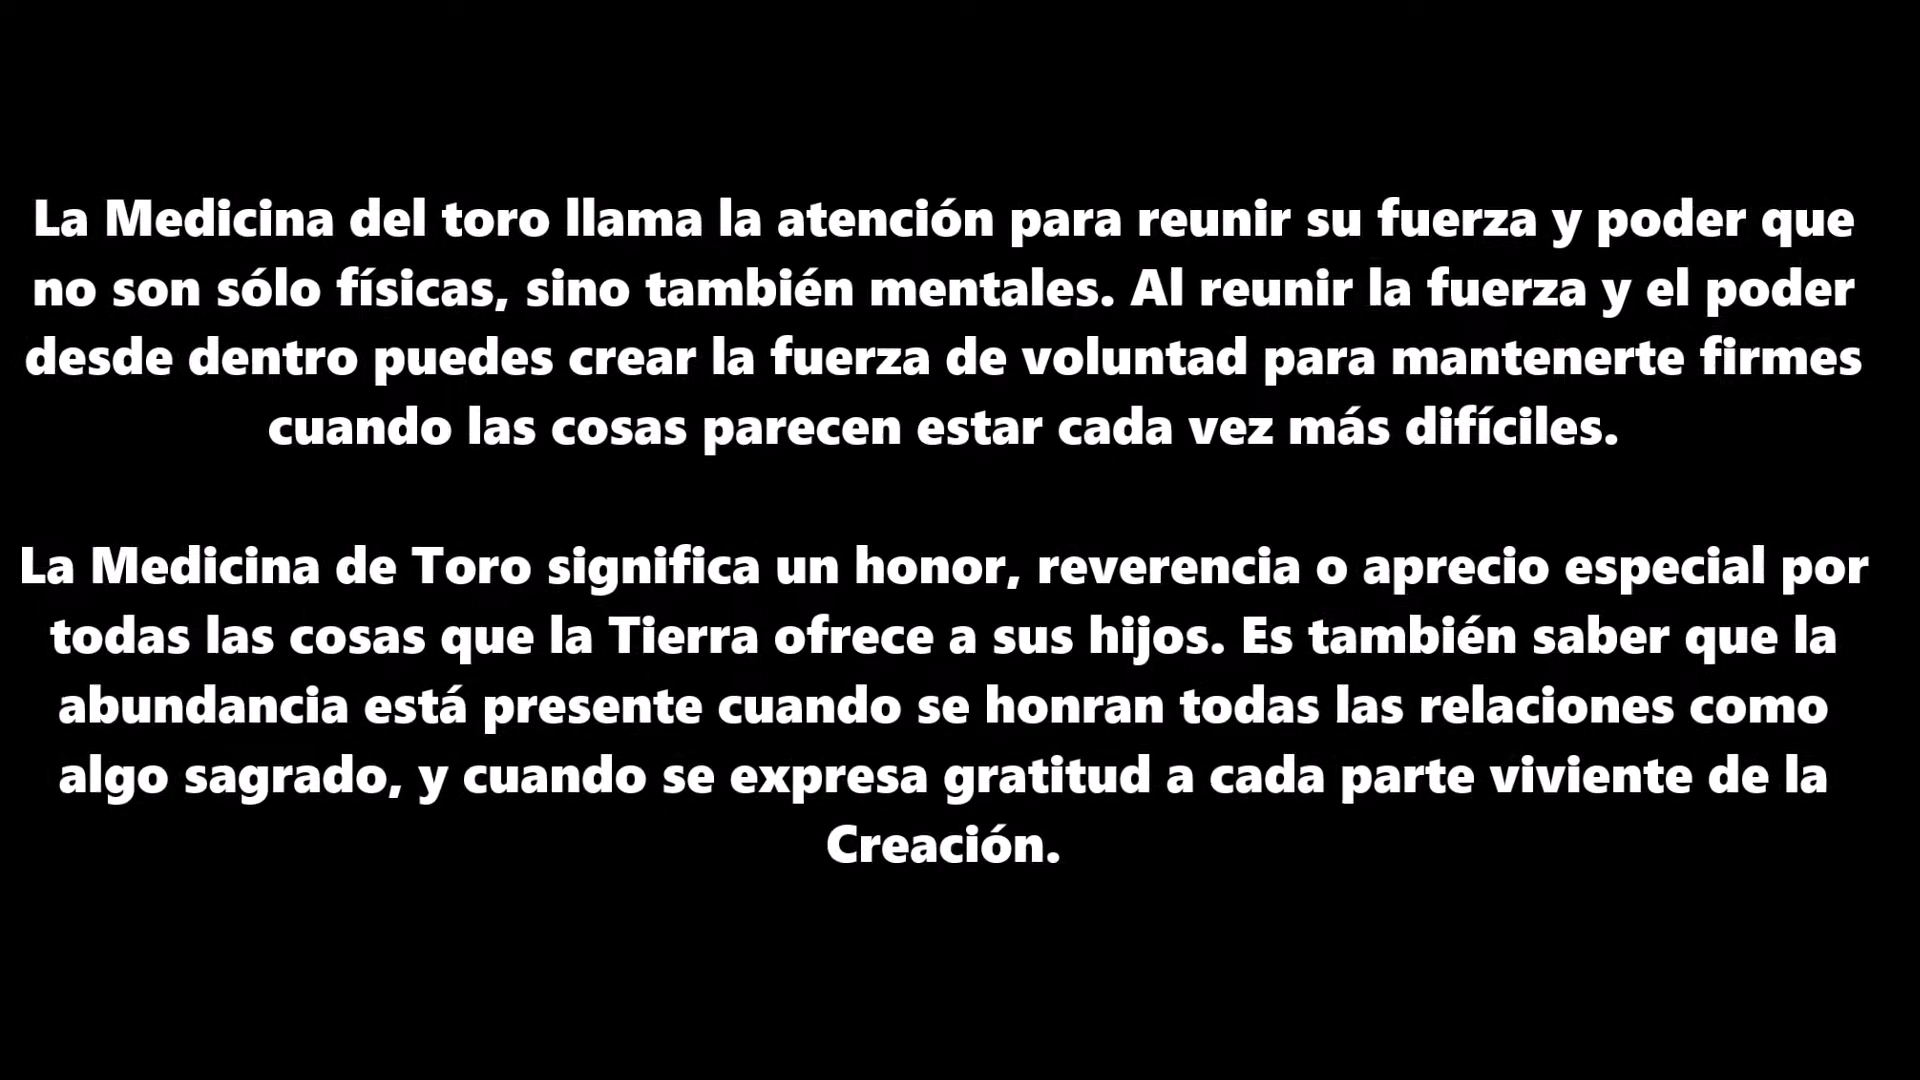 La Medicina del toro llama la atención para reunir su fuerza y poder que
no son sólo físicas, sino también mentales. Al reunir la fuerza y el poder
desde dentro puedes crear la fuerza de voluntad para mantenerte firmes
cuando las cosas parecen estar cada vez más difíciles.
La Medicina de Toro significa un honor, reverencia o aprecio especial por
todas las cosas que la Tierra ofrece a sus hijos. Es también saber que la
abundancia está presente cuando se honran todas las relaciones como
algo sagrado, y cuando se expresa gratitud a cada parte viviente de la
Creación.